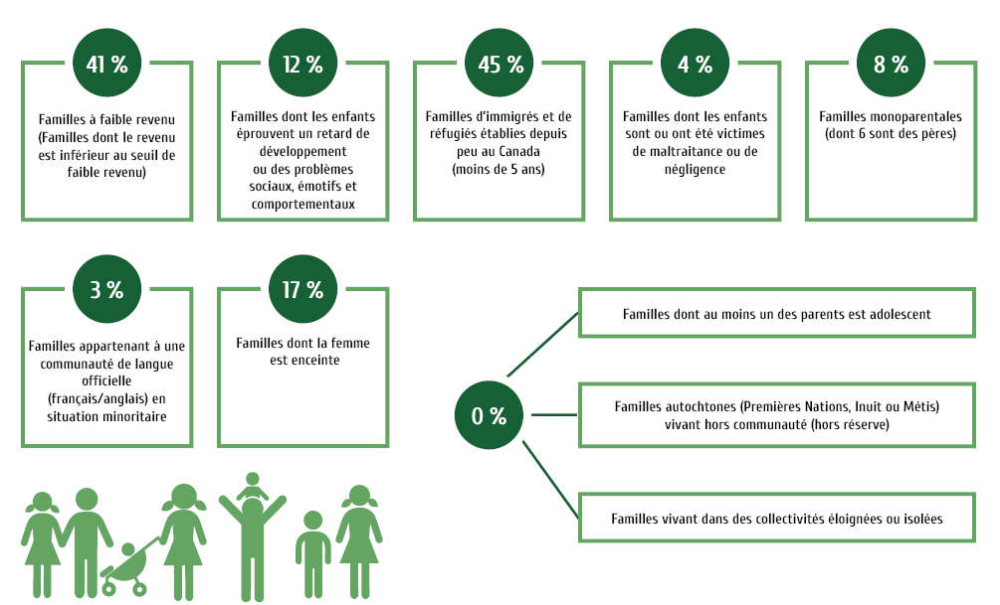 41 %
Familles à faible revenu
(Familles dont le revenu
est inférieur au seuil de
faible revenu)
12 %
Familles dont les enfants
éprouvent un retard de
développement
ou des problèmes
sociaux, émotifs et
comportementaux
45 %
Familles d'immigrés et de
réfugiés établies depuis
peu au Canada
(moins de 5 ans)
4 %
Familles dont les enfants
sont ou ont été victimes
de maltraitance ou de
négligence
8 %
Familles monoparentales
(dont 6 sont des pères)
3 %
Familles appartenant à une
communauté de langue
officielle
(français/anglais) en
situation minoritaire
17 %
Familles dont la femme
est enceinte
0 %
Familles dont au moins un des parents est adolescent
Familles autochtones (Premières Nations, Inuit ou Métis)
vivant hors communauté (hors réserve)
Familles vivant dans des collectivités éloignées ou isolées